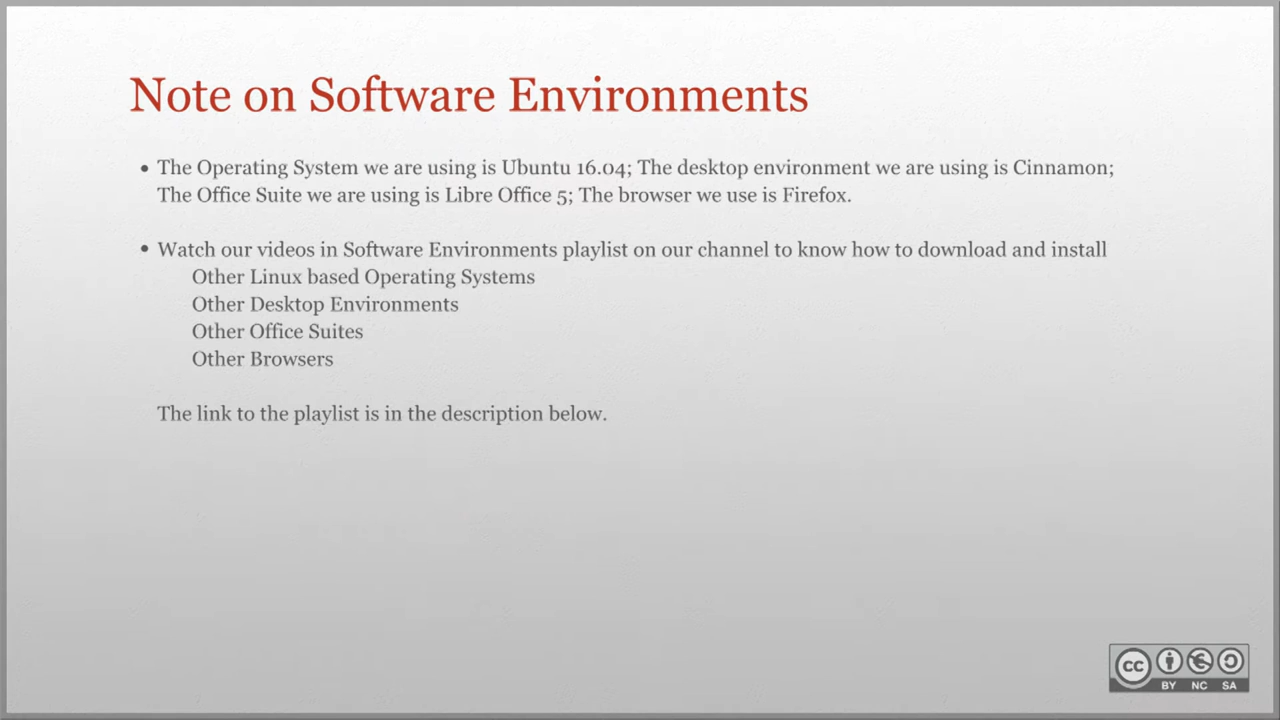 Note on Software Environments
• The Operating System we are using is Ubuntu 16.04; The desktop environment we are using is Cinnamon;
The Office Suite we are using is Libre Office 5; The browser we use is Firefox.
• Watch our videos in Software Environments playlist on our channel to know how to download and install
Other Linux based Operating Systems
Other Desktop Environments
Other Office Suites
Other Browsers
The link to the playlist is in the description below.
cc
BY NC SA